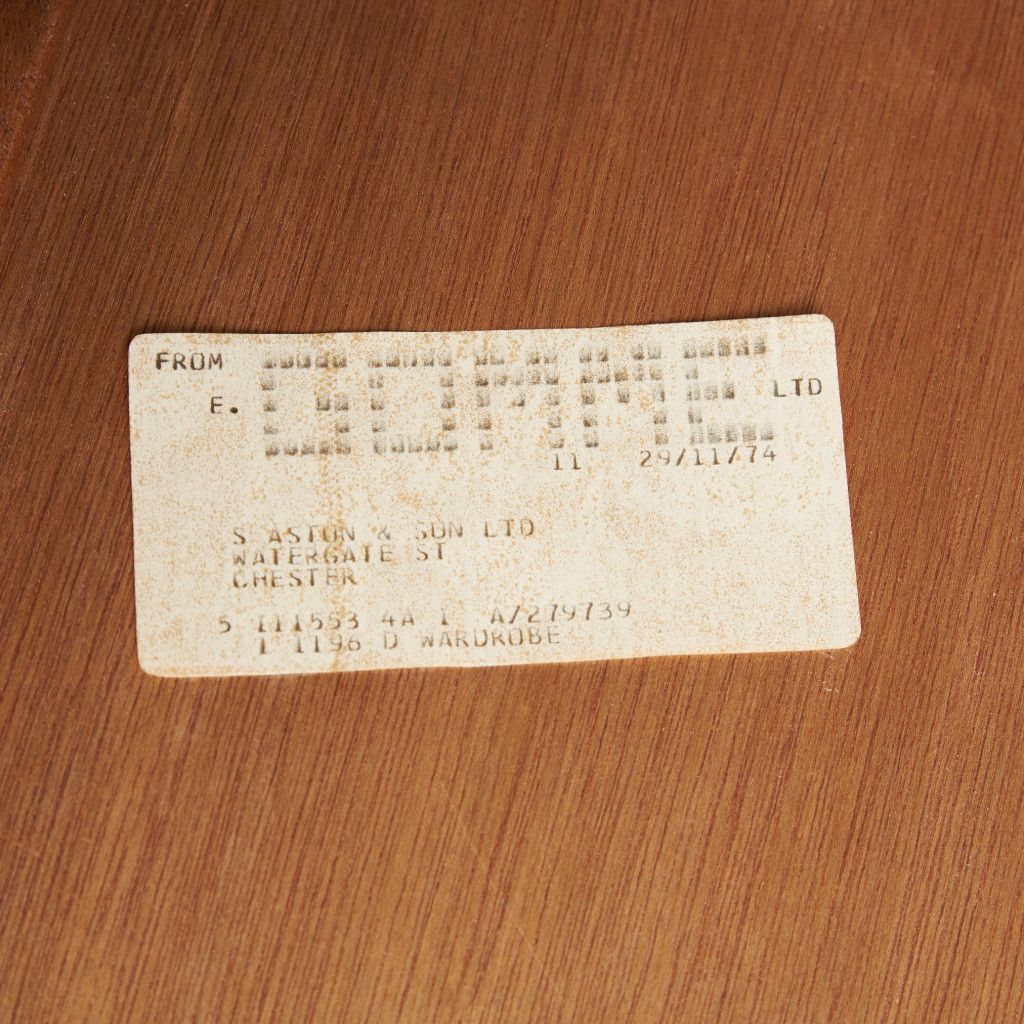 FROM
E. GOMME LTD
11 29/11/74
S ASTON & SON LTD
WATERGATE ST
CHESTER
5 111553 4A 1 A/279739
1 1196 D WARDROBE